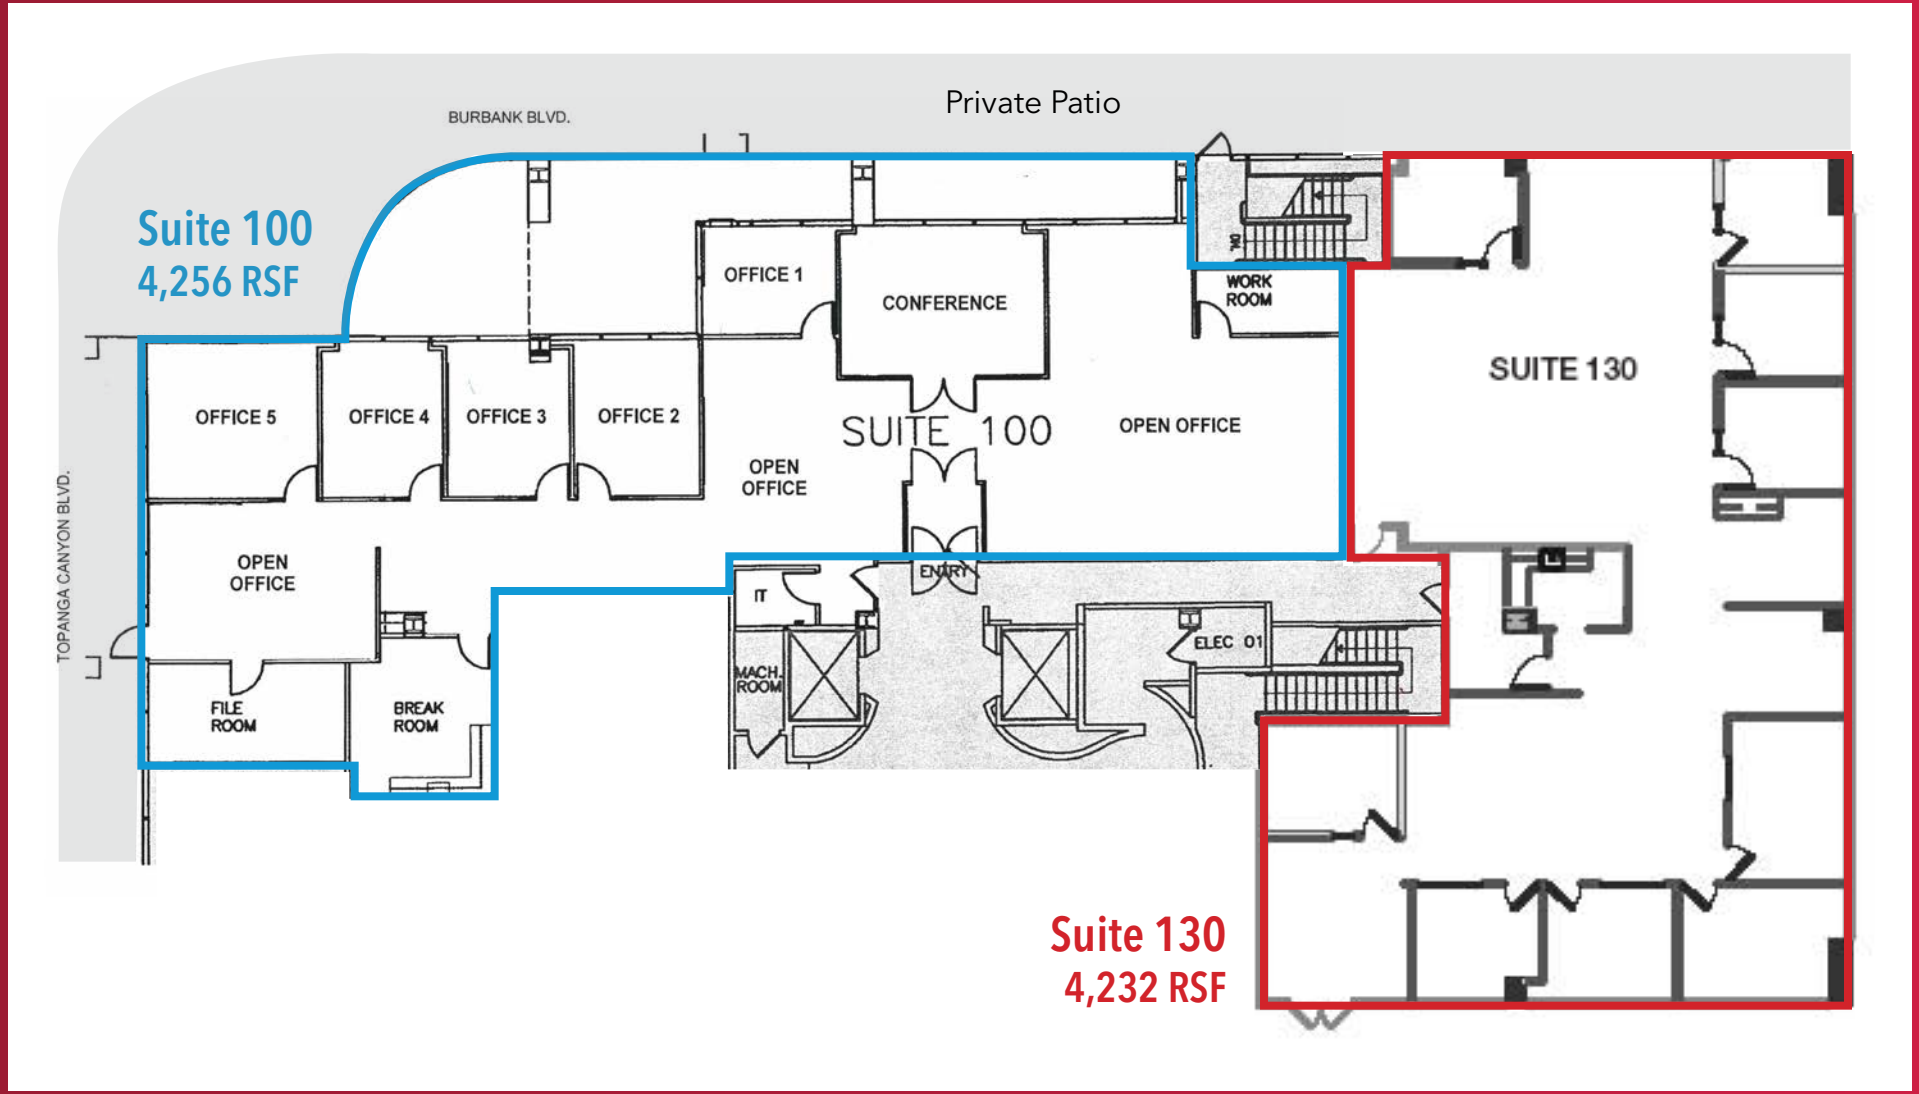 Private Patio
BURBANK BLVD.
Suite 100
4,256 RSF
OFFICE 1
CONFERENCE
WORK
ROOM
SUITE 130
OFFICE 5
OFFICE 4
OFFICE 3
OFFICE 2
SUITE 100
OPEN OFFICE
OPEN
OFFICE
TOPANGA CANYON BLVD.
OPEN
OFFICE
ENTRY
IT
ELEC 01
MACH.
ROOM
FILE
ROOM
BREAK
ROOM
Suite 130
4,232 RSF